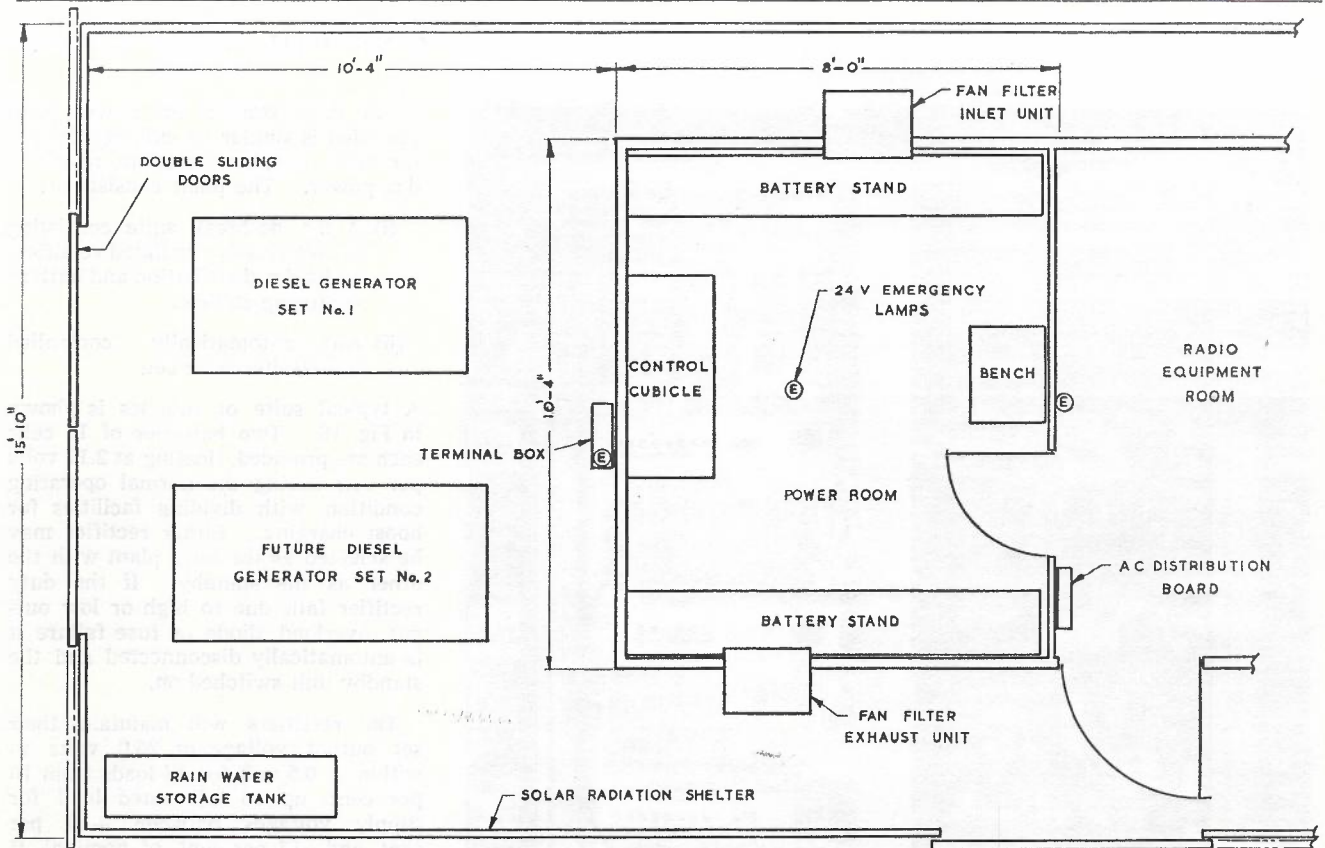 10'-4"
8'-0"
FAN FILTER
INLET UNIT
DOUBLE SLIDING
DOORS
BATTERY STAND
DIESEL GENERATOR
SET No.1
24 V EMERGENCY
LAMPS
CONTROL
CUBICLE
BENCH
RADIO
EQUIPMENT
ROOM
E
E
10'-4"
15'-10"
TERMINAL BOX
E
POWER ROOM
FUTURE DIESEL
GENERATOR SET No.2
A C DISTRIBUTION
BOARD
BATTERY STAND
FAN FILTER
EXHAUST UNIT
RAIN WATER
STORAGE TANK
SOLAR RADIATION SHELTER